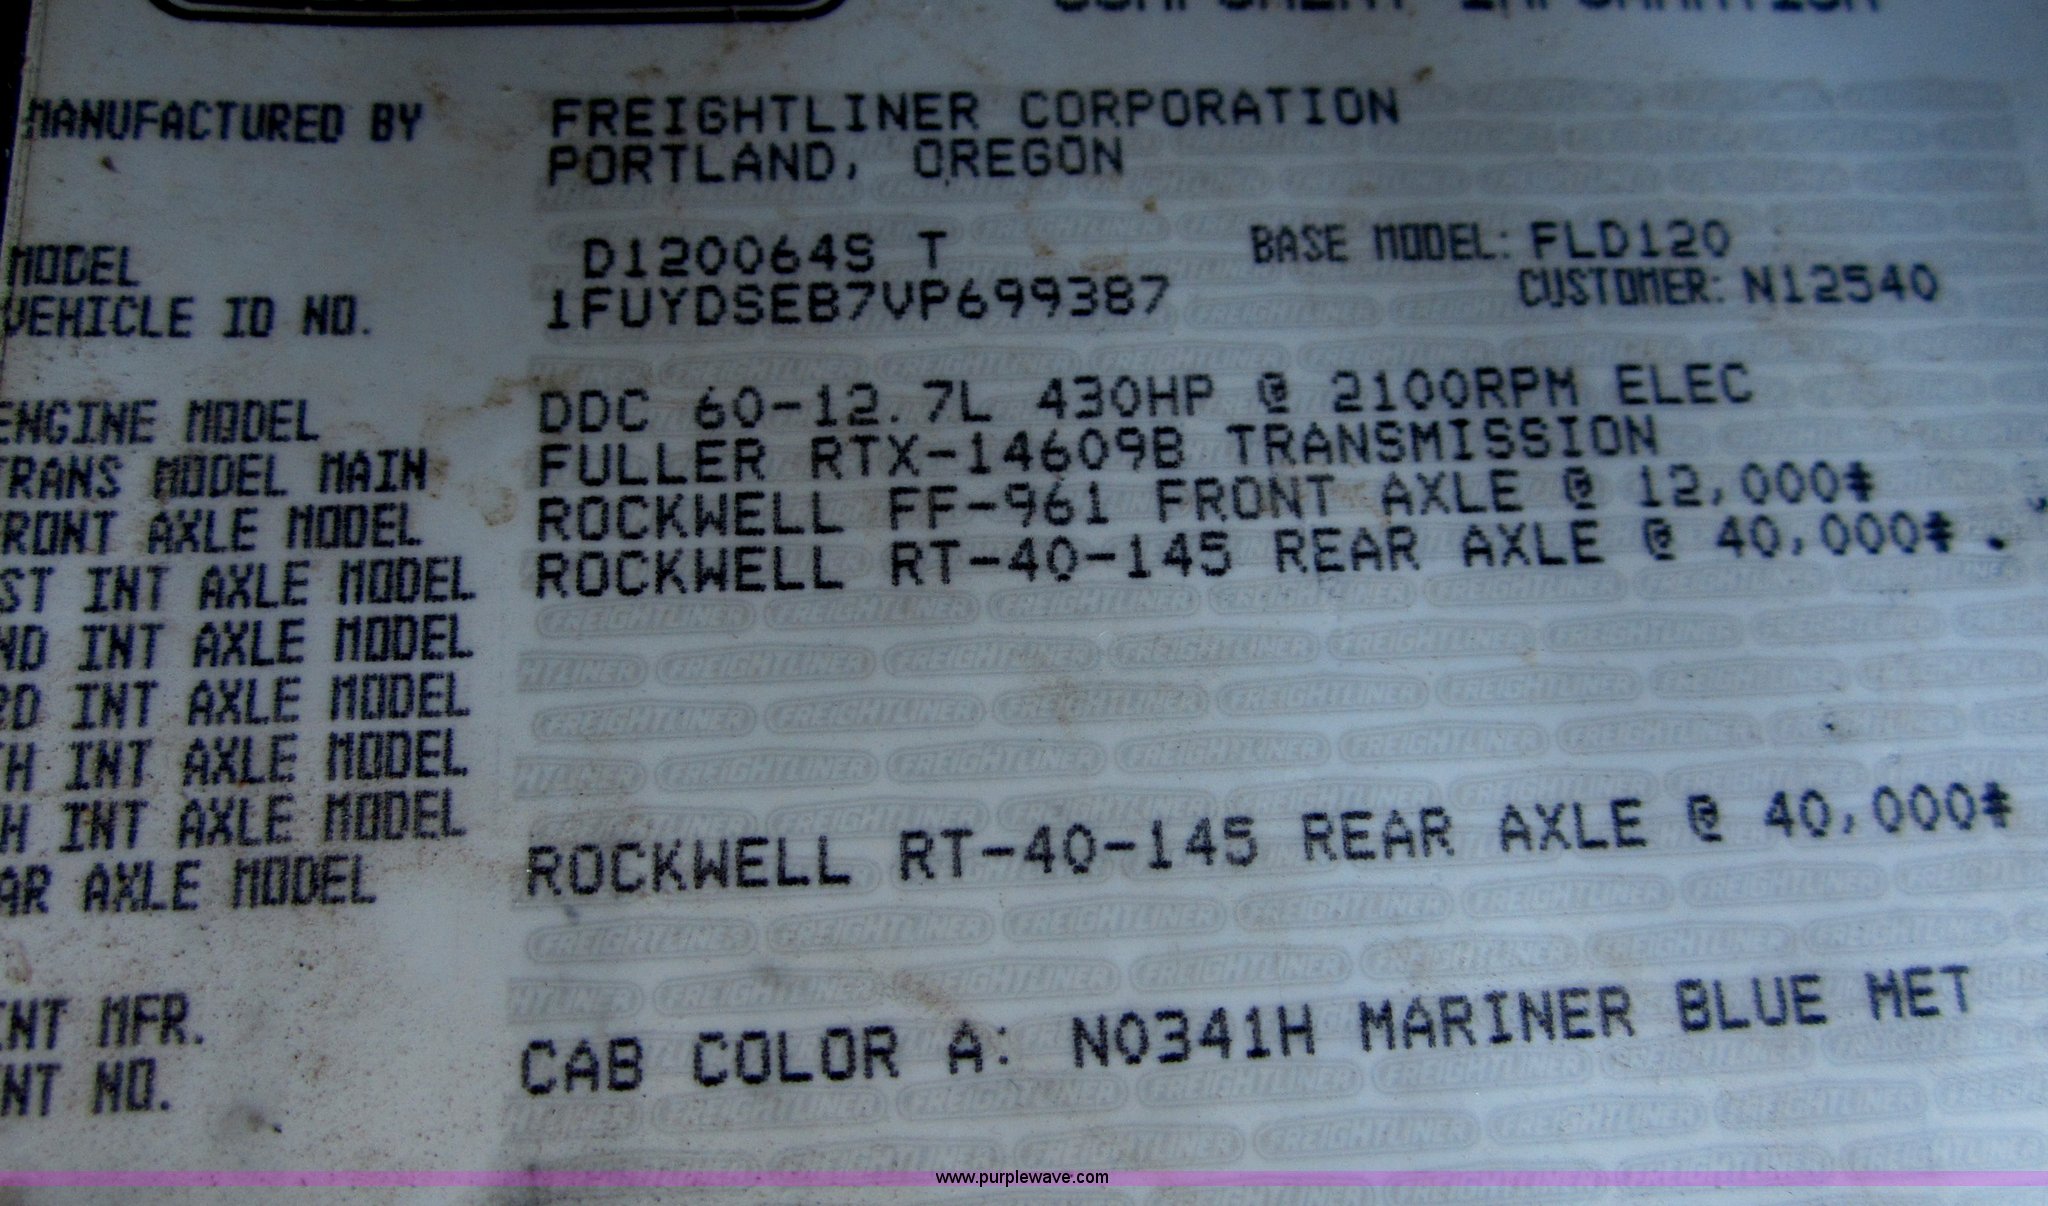 COMPONENT INFORMATION
MANUFACTURED BY FREIGHTLINER CORPORATION
PORTLAND, OREGON
MODEL D120064S T BASE MODEL: FLD120
VEHICLE ID NO. 1FUYDSEB7VP699387 CUSTOMER: N12540
ENGINE MODEL DDC 60-12.7L 430HP @ 2100RPM ELEC
TRANS MODEL MAIN FULLER RTX-14609B TRANSMISSION
FRONT AXLE MODEL ROCKWELL FF-961 FRONT AXLE @ 12,000#
ST INT AXLE MODEL ROCKWELL RT-40-145 REAR AXLE @ 40,000#
ND INT AXLE MODEL
RD INT AXLE MODEL
TH INT AXLE MODEL
H INT AXLE MODEL
AR AXLE MODEL ROCKWELL RT-40-145 REAR AXLE @ 40,000#
INT MFR.
NT NO. CAB COLOR A: N0341H MARINER BLUE MET
www.purplewave.com